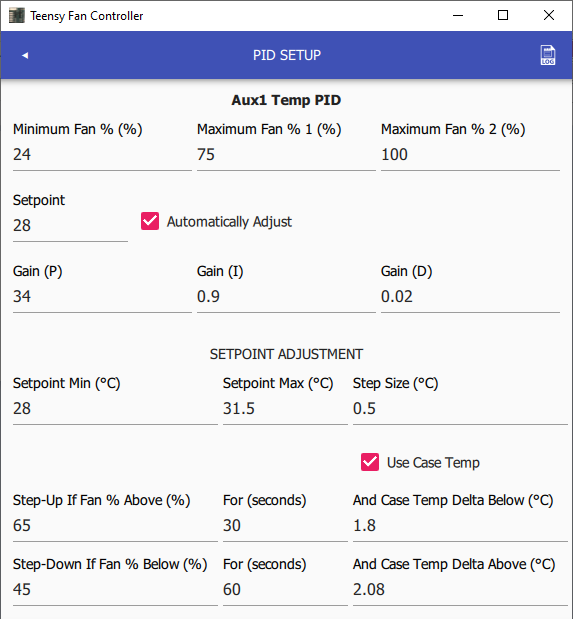 Teensy Fan Controller
PID SETUP
LOG
Aux1 Temp PID
Minimum Fan % (%) Maximum Fan % 1 (%) Maximum Fan % 2 (%)
24 75 100
Setpoint
28 Automatically Adjust
Gain (P) Gain (I) Gain (D)
34 0.9 0.02
SETPOINT ADJUSTMENT
Setpoint Min (°C) Setpoint Max (°C) Step Size (°C)
28 31.5 0.5
Use Case Temp
Step-Up If Fan % Above (%) For (seconds) And Case Temp Delta Below (°C)
65 30 1.8
Step-Down If Fan % Below (%) For (seconds) And Case Temp Delta Above (°C)
45 60 2.08